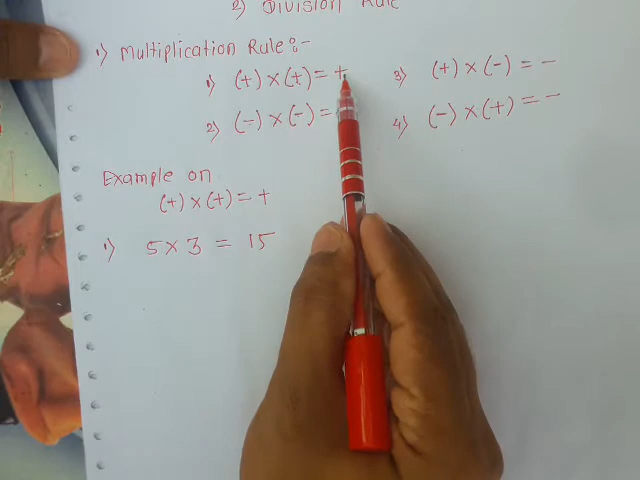 2) Division Rule
1) Multiplication Rule:-
1) (+) × (+) = +
3) (+) × (-) = -
2) (-) × (-) =
4) (-) × (+) = -
Example on
(+) × (+) = +
1) 5 × 3 = 15